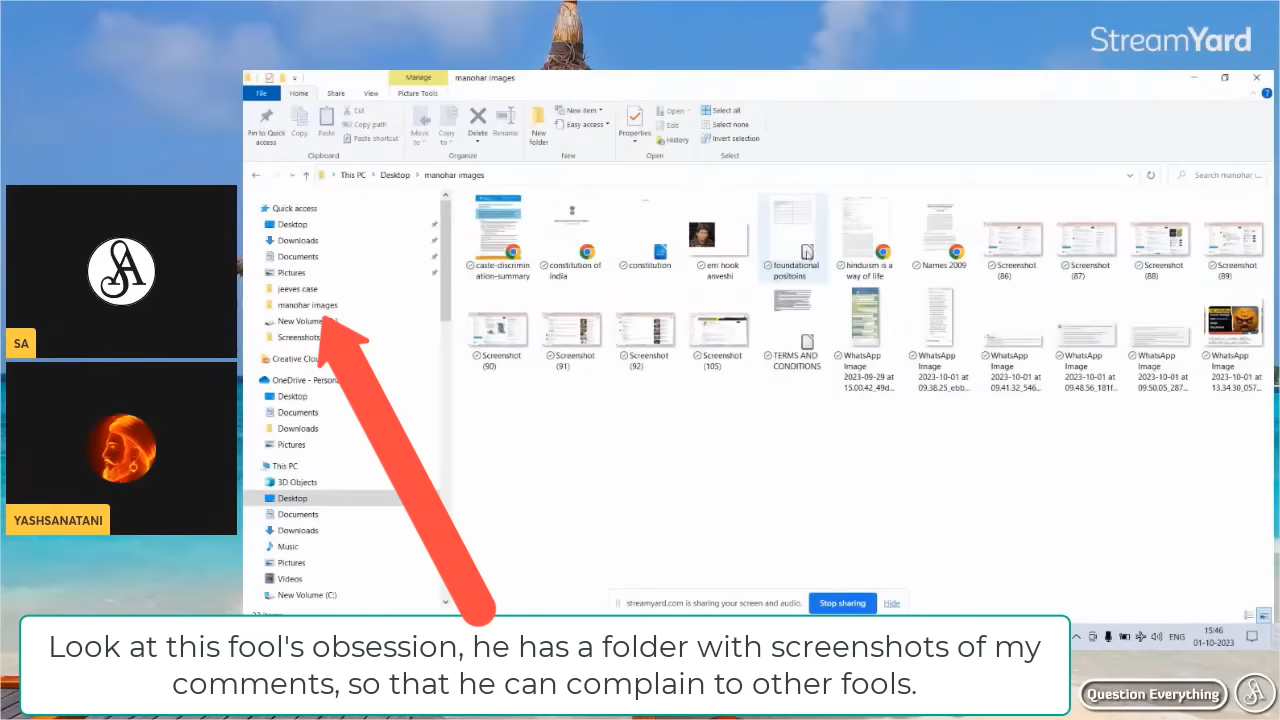 StreamYard
Manage
manohar images
File
Home
Share
View
Picture Tools
Pin to Quick
access
Copy
Paste
Cut
Copy path
Paste shortcut
Clipboard
Move
to
Copy
to
Delete
Rename
Organize
New
folder
New item
Easy access
New
Properties
Open
Edit
History
Open
Select all
Select none
Invert selection
Select
This PC > Desktop > manohar images
Search manohar i...
Quick access
Desktop
Downloads
Documents
Pictures
jeeves case
manohar images
New Volume
Screenshots
Creative Clou
OneDrive - Person
Desktop
Documents
Downloads
Pictures
This PC
3D Objects
Desktop
Documents
Downloads
Music
Pictures
Videos
New Volume (C:)
caste-discrimin
ation-summary
constitution of
india
constitution
erri hook
anveshi
foundational
positoins
hinduism is a
way of life
Names 2009
Screenshot
(86)
Screenshot
(87)
Screenshot
(88)
Screenshot
(89)
Screenshot
(90)
Screenshot
(91)
Screenshot
(92)
Screenshot
(105)
TERMS AND
CONDITIONS
WhatsApp
Image
2023-09-29 at
15.00.42_49d...
WhatsApp
Image
2023-10-01 at
09.38.25_ebb...
WhatsApp
Image
2023-10-01 at
09.41.32_546...
WhatsApp
Image
2023-10-01 at
09.48.56_181f...
WhatsApp
Image
2023-10-01 at
09.50.05_287...
WhatsApp
Image
2023-10-01 at
13.34.30_057...
SA
YASHSANATANI
streamyard.com is sharing your screen and audio.
Stop sharing
Hide
ENG
15:46
01-10-2023
Look at this fool's obsession, he has a folder with screenshots of my
comments, so that he can complain to other fools.
Question Everything